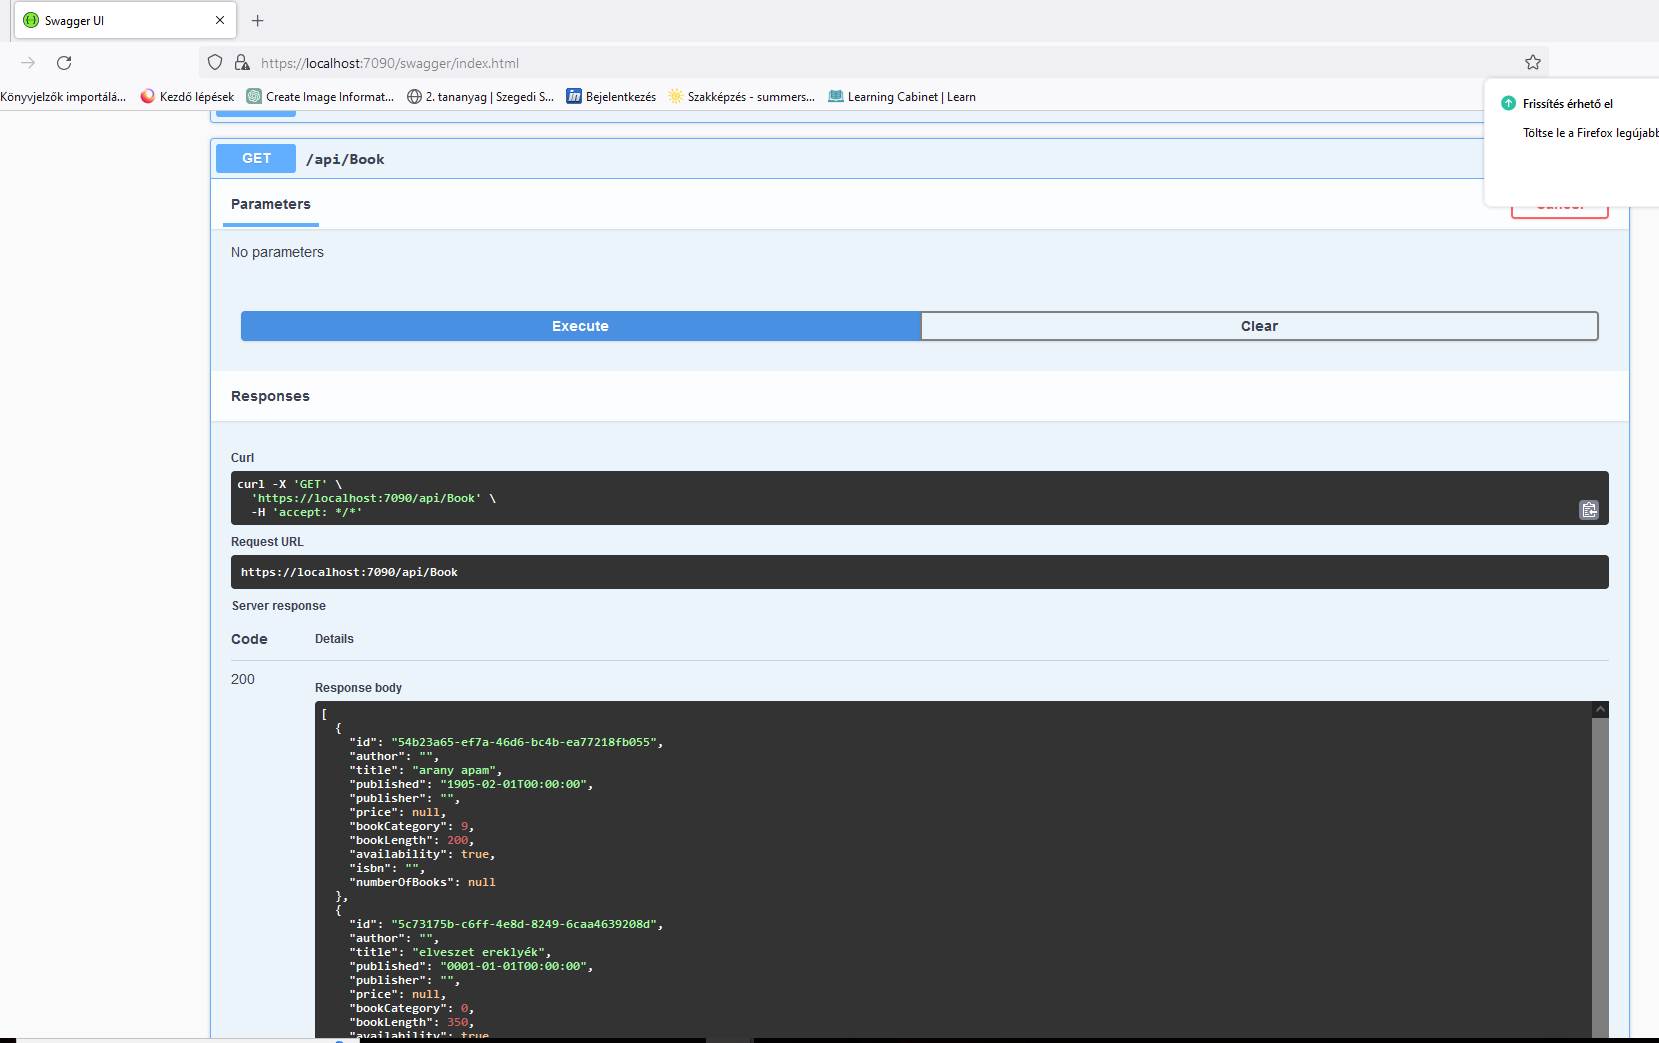 Swagger UI
https://localhost:7090/swagger/index.html
Könyvjelzők importálá... Kezdő lépések Create Image Informat... 2. tananyag | Szegedi S... Bejelentkezés Szakképzés - summers... Learning Cabinet | Learn
Frissítés érhető el
Töltse le a Firefox legújabb
GET /api/Book
Parameters
Cancel
No parameters
Execute
Clear
Responses
Curl
curl -X 'GET' \
'https://localhost:7090/api/Book' \
-H 'accept: */*'
Request URL
https://localhost:7090/api/Book
Server response
Code Details
200
Response body
[
{
"id": "54b23a65-ef7a-46d6-bc4b-ea77218fb055",
"author": "",
"title": "arany apam",
"published": "1905-02-01T00:00:00",
"publisher": "",
"price": null,
"bookCategory": 9,
"bookLength": 200,
"availability": true,
"isbn": "",
"numberOfBooks": null
},
{
"id": "5c73175b-c6ff-4e8d-8249-6caa4639208d",
"author": "",
"title": "elveszet ereklyék",
"published": "0001-01-01T00:00:00",
"publisher": "",
"price": null,
"bookCategory": 0,
"bookLength": 350,
"availability": true